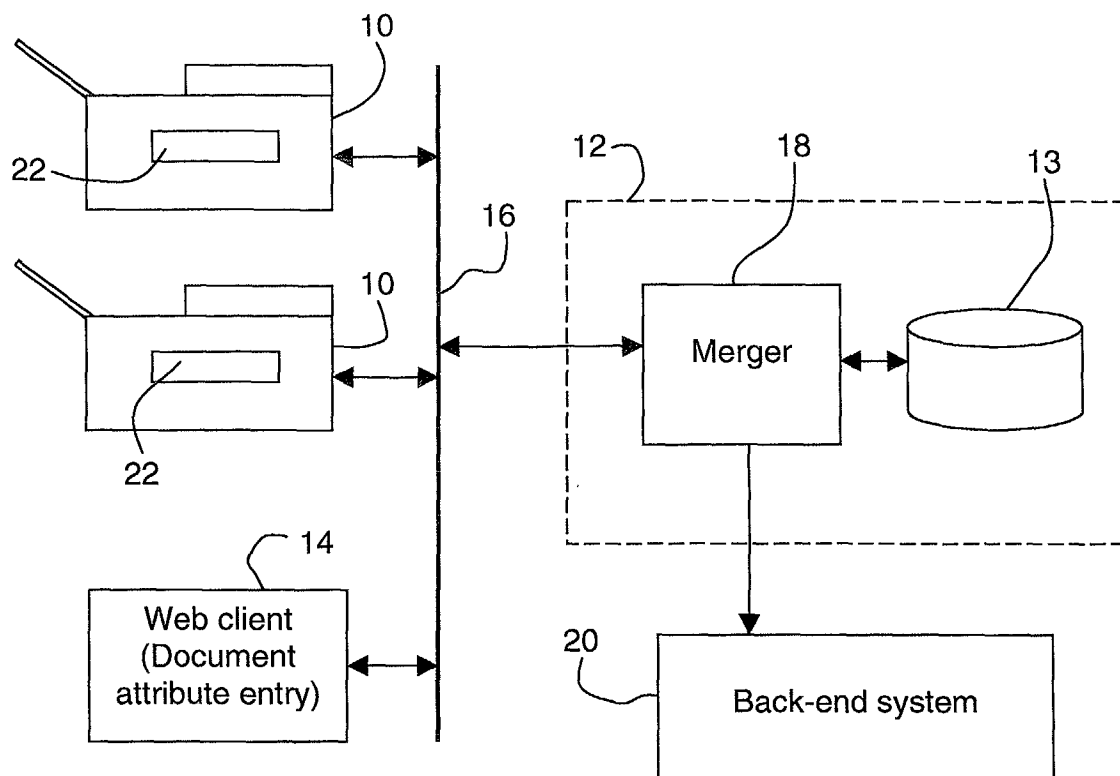 10
22
12
18
13
16
Merger
10
22
14
Web client
(Document
attribute entry)
20
Back-end system